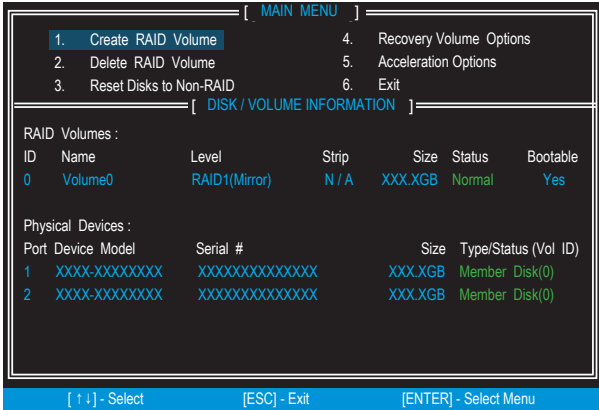 [ MAIN MENU ]
1. Create RAID Volume 4. Recovery Volume Options
2. Delete RAID Volume 5. Acceleration Options
3. Reset Disks to Non-RAID 6. Exit
[ DISK / VOLUME INFORMATION ]
RAID Volumes :
ID Name Level Strip Size Status Bootable
0 Volume0 RAID1(Mirror) N / A XXX.XGB Normal Yes
Physical Devices :
Port Device Model Serial # Size Type/Status (Vol ID)
1 XXXX-XXXXXXXX XXXXXXXXXXXXXX XXX.XGB Member Disk(0)
2 XXXX-XXXXXXXX XXXXXXXXXXXXXX XXX.XGB Member Disk(0)
[ ↑↓] - Select [ESC] - Exit [ENTER] - Select Menu